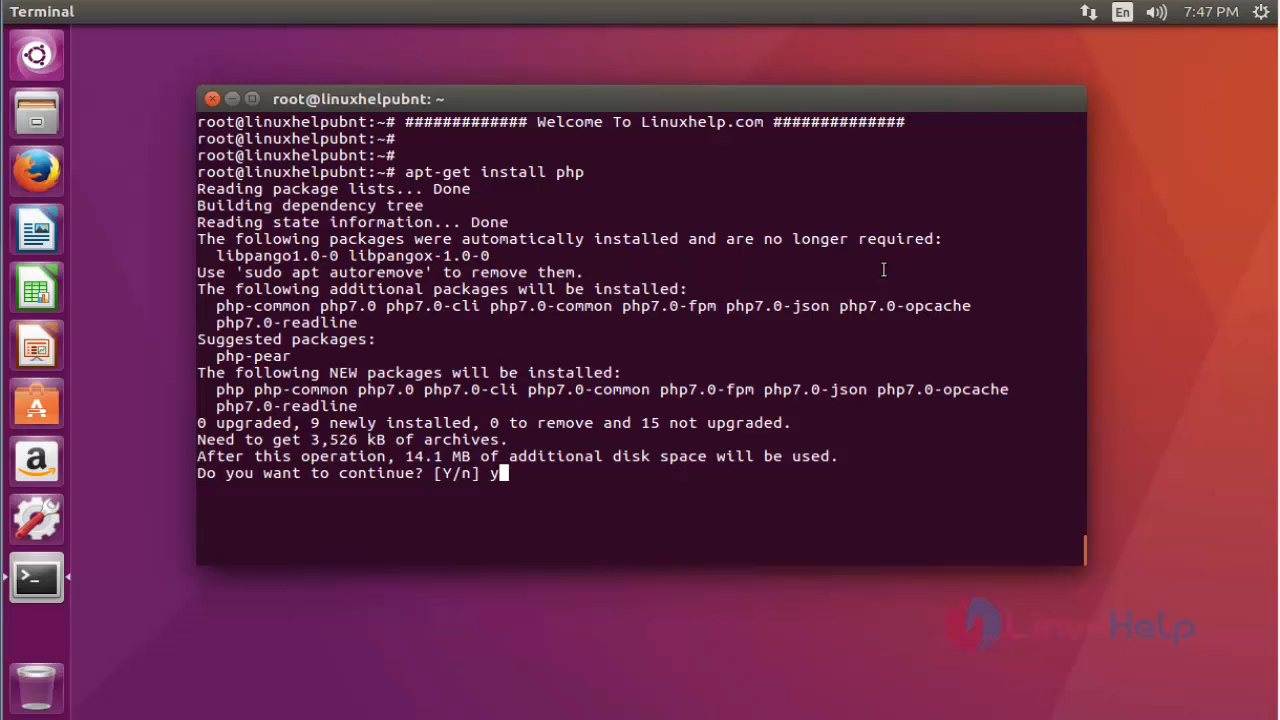 Terminal
En
7:47 PM
root@linuxhelpubnt: ~
root@linuxhelpubnt:~# ############# Welcome To Linuxhelp.com ##############
root@linuxhelpubnt:~#
root@linuxhelpubnt:~#
root@linuxhelpubnt:~# apt-get install php
Reading package lists... Done
Building dependency tree
Reading state information... Done
The following packages were automatically installed and are no longer required:
libpango1.0-0 libpangox-1.0-0
Use 'sudo apt autoremove' to remove them.
The following additional packages will be installed:
php-common php7.0 php7.0-cli php7.0-common php7.0-fpm php7.0-json php7.0-opcache
php7.0-readline
Suggested packages:
php-pear
The following NEW packages will be installed:
php php-common php7.0 php7.0-cli php7.0-common php7.0-fpm php7.0-json php7.0-opcache
php7.0-readline
0 upgraded, 9 newly installed, 0 to remove and 15 not upgraded.
Need to get 3,526 kB of archives.
After this operation, 14.1 MB of additional disk space will be used.
Do you want to continue? [Y/n] y
LinuxHelp